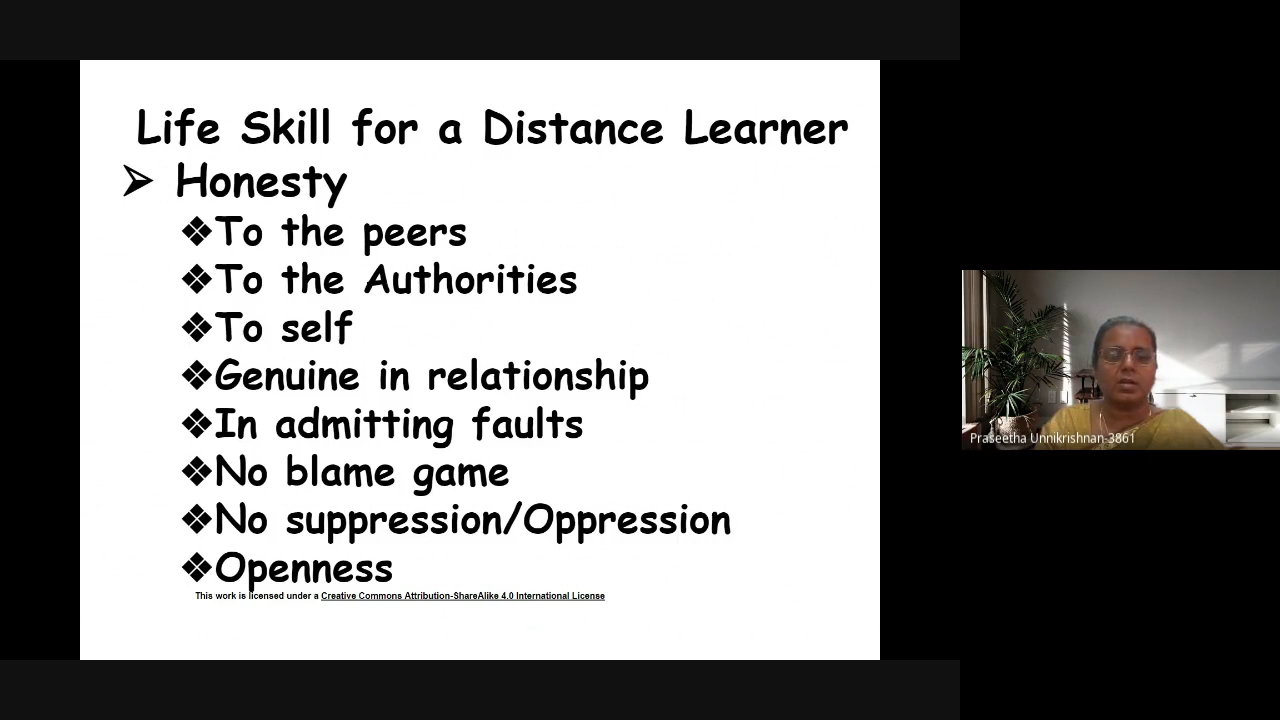 Life Skill for a Distance Learner
➢ Honesty
❖To the peers
❖To the Authorities
❖To self
❖Genuine in relationship
❖In admitting faults
❖No blame game
❖No suppression/Oppression
❖Openness
This work is licensed under a Creative Commons Attribution-ShareAlike 4.0 International License
Praseetha Unnikrishnan-3861